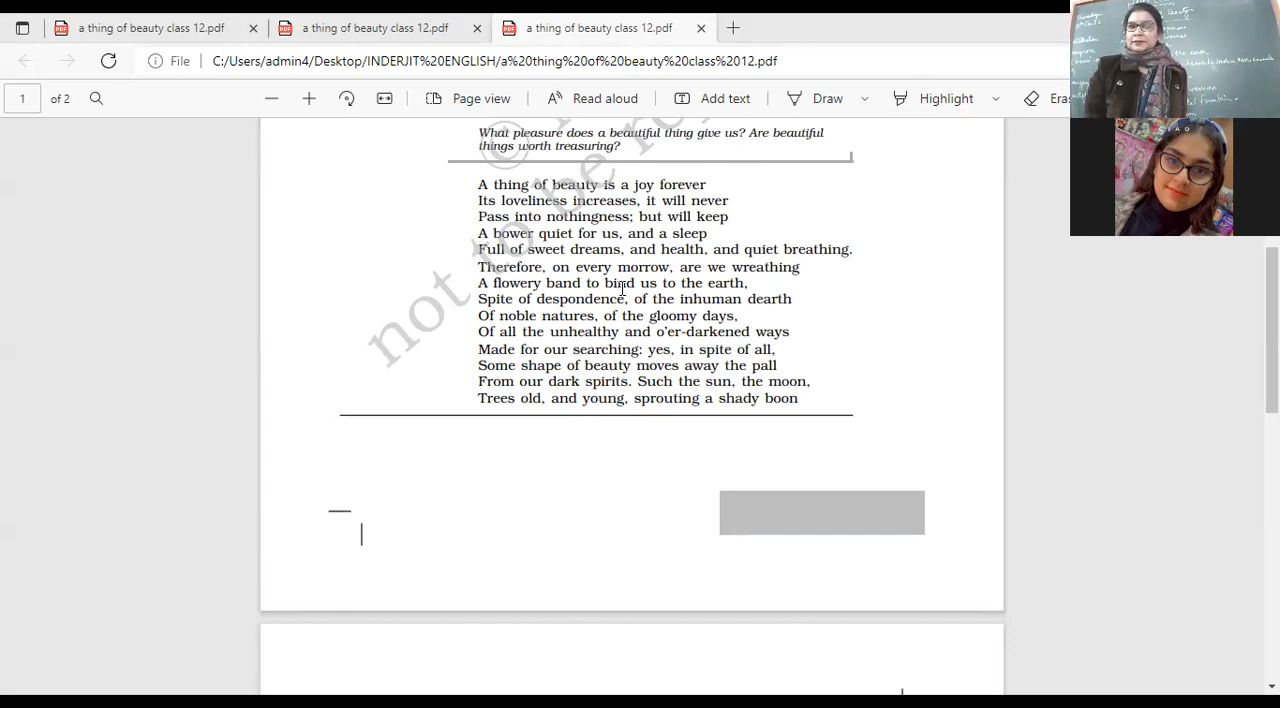 a thing of beauty class 12.pdf
a thing of beauty class 12.pdf
a thing of beauty class 12.pdf
File
C:/Users/admin4/Desktop/INDERJIT%20ENGLISH/a%20thing%20of%20beauty%20class%2012.pdf
1 of 2
Page view
Read aloud
Add text
Draw
Highlight
Eras
CIAO
What pleasure does a beautiful thing give us? Are beautiful
things worth treasuring?
A thing of beauty is a joy forever
Its loveliness increases, it will never
Pass into nothingness; but will keep
A bower quiet for us, and a sleep
Full of sweet dreams, and health, and quiet breathing.
Therefore, on every morrow, are we wreathing
A flowery band to bind us to the earth,
Spite of despondence, of the inhuman dearth
Of noble natures, of the gloomy days,
Of all the unhealthy and o'er-darkened ways
Made for our searching: yes, in spite of all,
Some shape of beauty moves away the pall
From our dark spirits. Such the sun, the moon,
Trees old, and young, sprouting a shady boon
not to be re